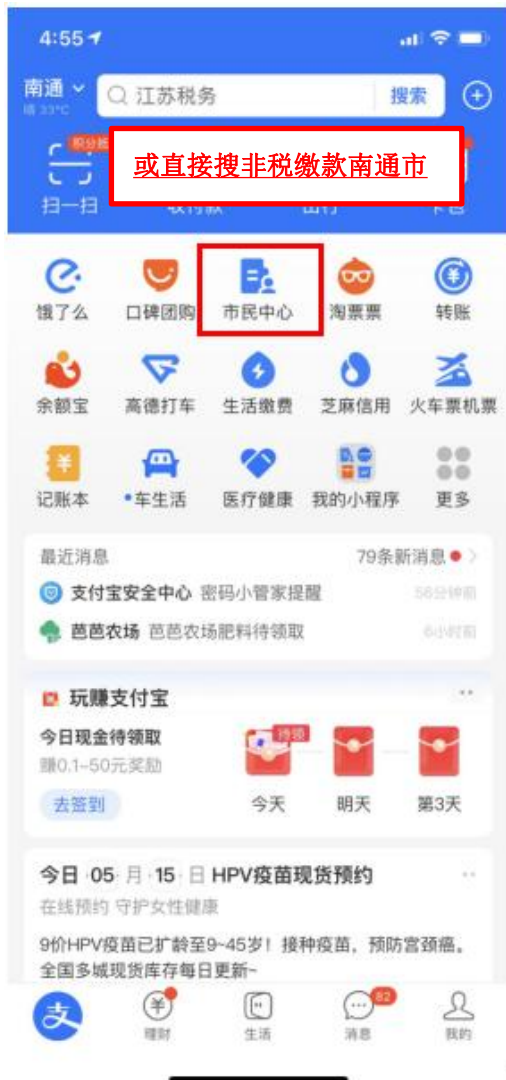 4:55
南通
搜索
江苏税务
晴 33°C
或直接搜非税缴款南通市
扫一扫 收付款 出行 卡包
饿了么 口碑团购 市民中心 淘票票 转账
余额宝 高德打车 生活缴费 芝麻信用 火车票机票
记账本 车生活 医疗健康 我的小程序 更多
最近消息 79条新消息
支付宝安全中心 密码小管家提醒 56分钟前
芭芭农场 芭芭农场肥料待领取 6小时前
玩赚支付宝
今日现金待领取 待领
赚0.1-50元奖励
去签到 今天 明天 第3天
今日·05·月·15·日 HPV疫苗现货预约
在线预约 守护女性健康
9价HPV疫苗已扩龄至9~45岁！接种疫苗，预防宫颈癌。
全国多城现货库存每日更新~
支 82
理财 生活 消息 我的